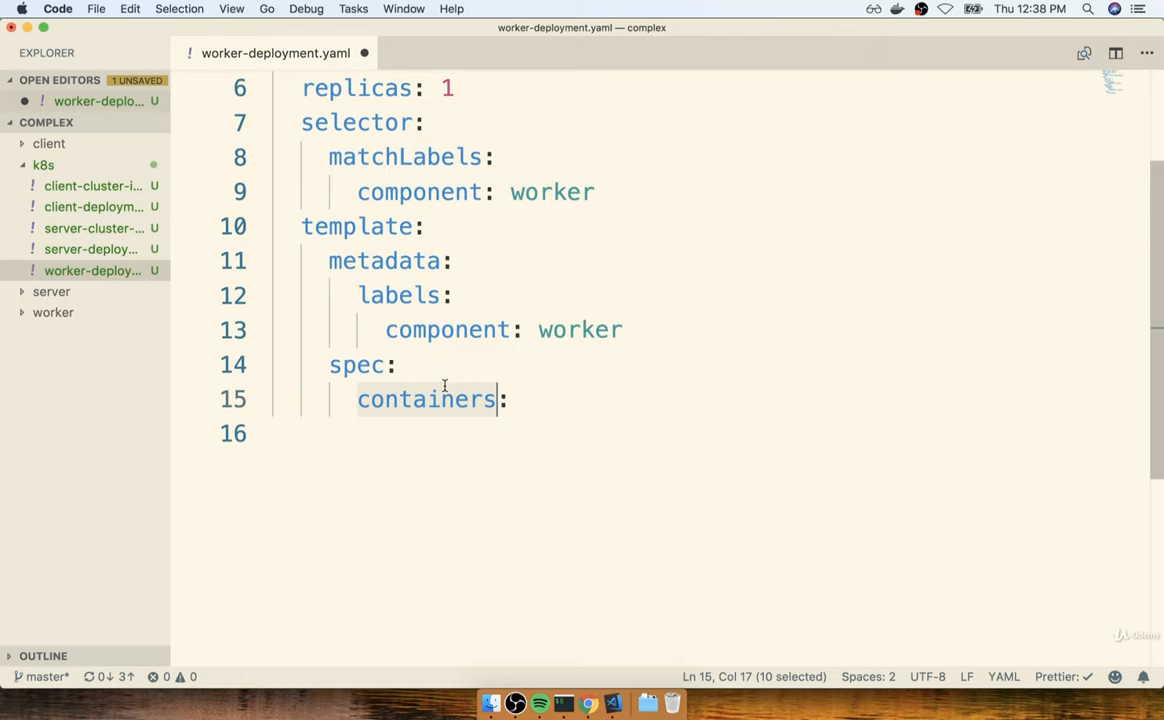 Code File Edit Selection View Go Debug Tasks Window Help Thu 12:38 PM
worker-deployment.yaml — complex
EXPLORER
! worker-deployment.yaml
OPEN EDITORS 1 UNSAVED
! worker-deplo... U
COMPLEX
client
k8s
! client-cluster-i... U
! client-deploym... U
! server-cluster-... U
! server-deploy... U
! worker-deploy... U
server
worker
6 replicas: 1
7 selector:
8 matchLabels:
9 component: worker
10 template:
11 metadata:
12 labels:
13 component: worker
14 spec:
15 containers:
16
Udemy
OUTLINE
master* 0↓ 3↑ 0 0 Ln 15, Col 17 (10 selected) Spaces: 2 UTF-8 LF YAML Prettier: ✓